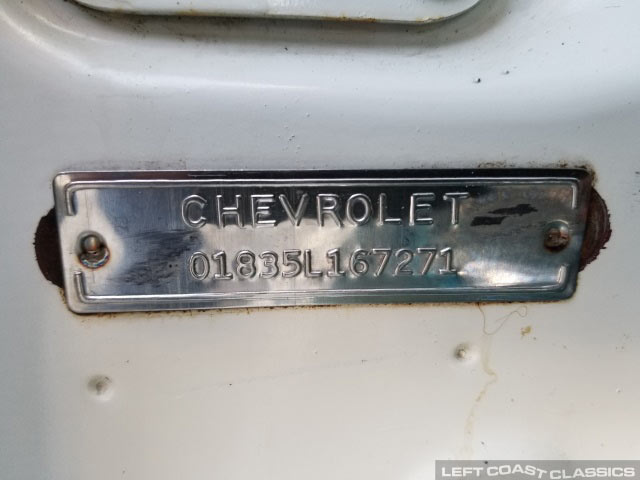 CHEVROLET
01835L167271
LEFT COAST CLASSICS